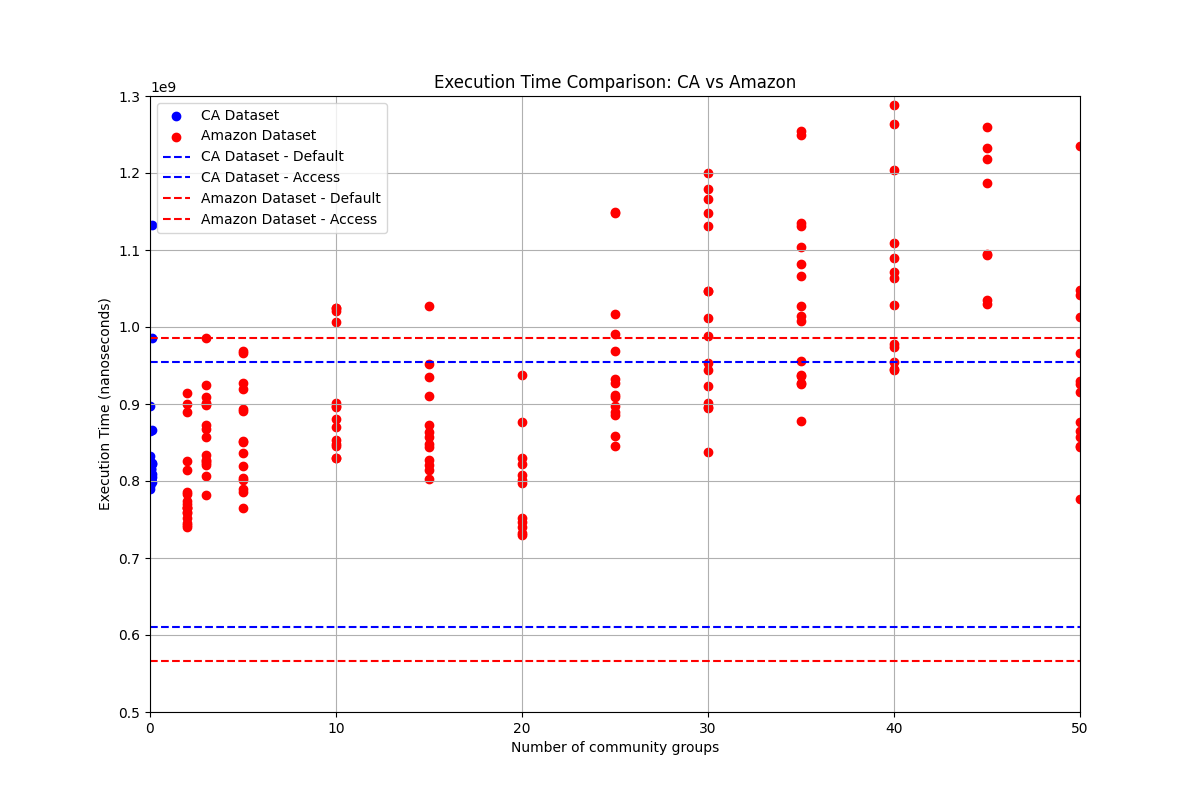 Execution Time Comparison: CA vs Amazon
1e9
1.3
1.2
1.1
1.0
0.9
0.8
0.7
0.6
0.5
Execution Time (nanoseconds)
CA Dataset
Amazon Dataset
CA Dataset - Default
CA Dataset - Access
Amazon Dataset - Default
Amazon Dataset - Access
0 10 20 30 40 50
Number of community groups